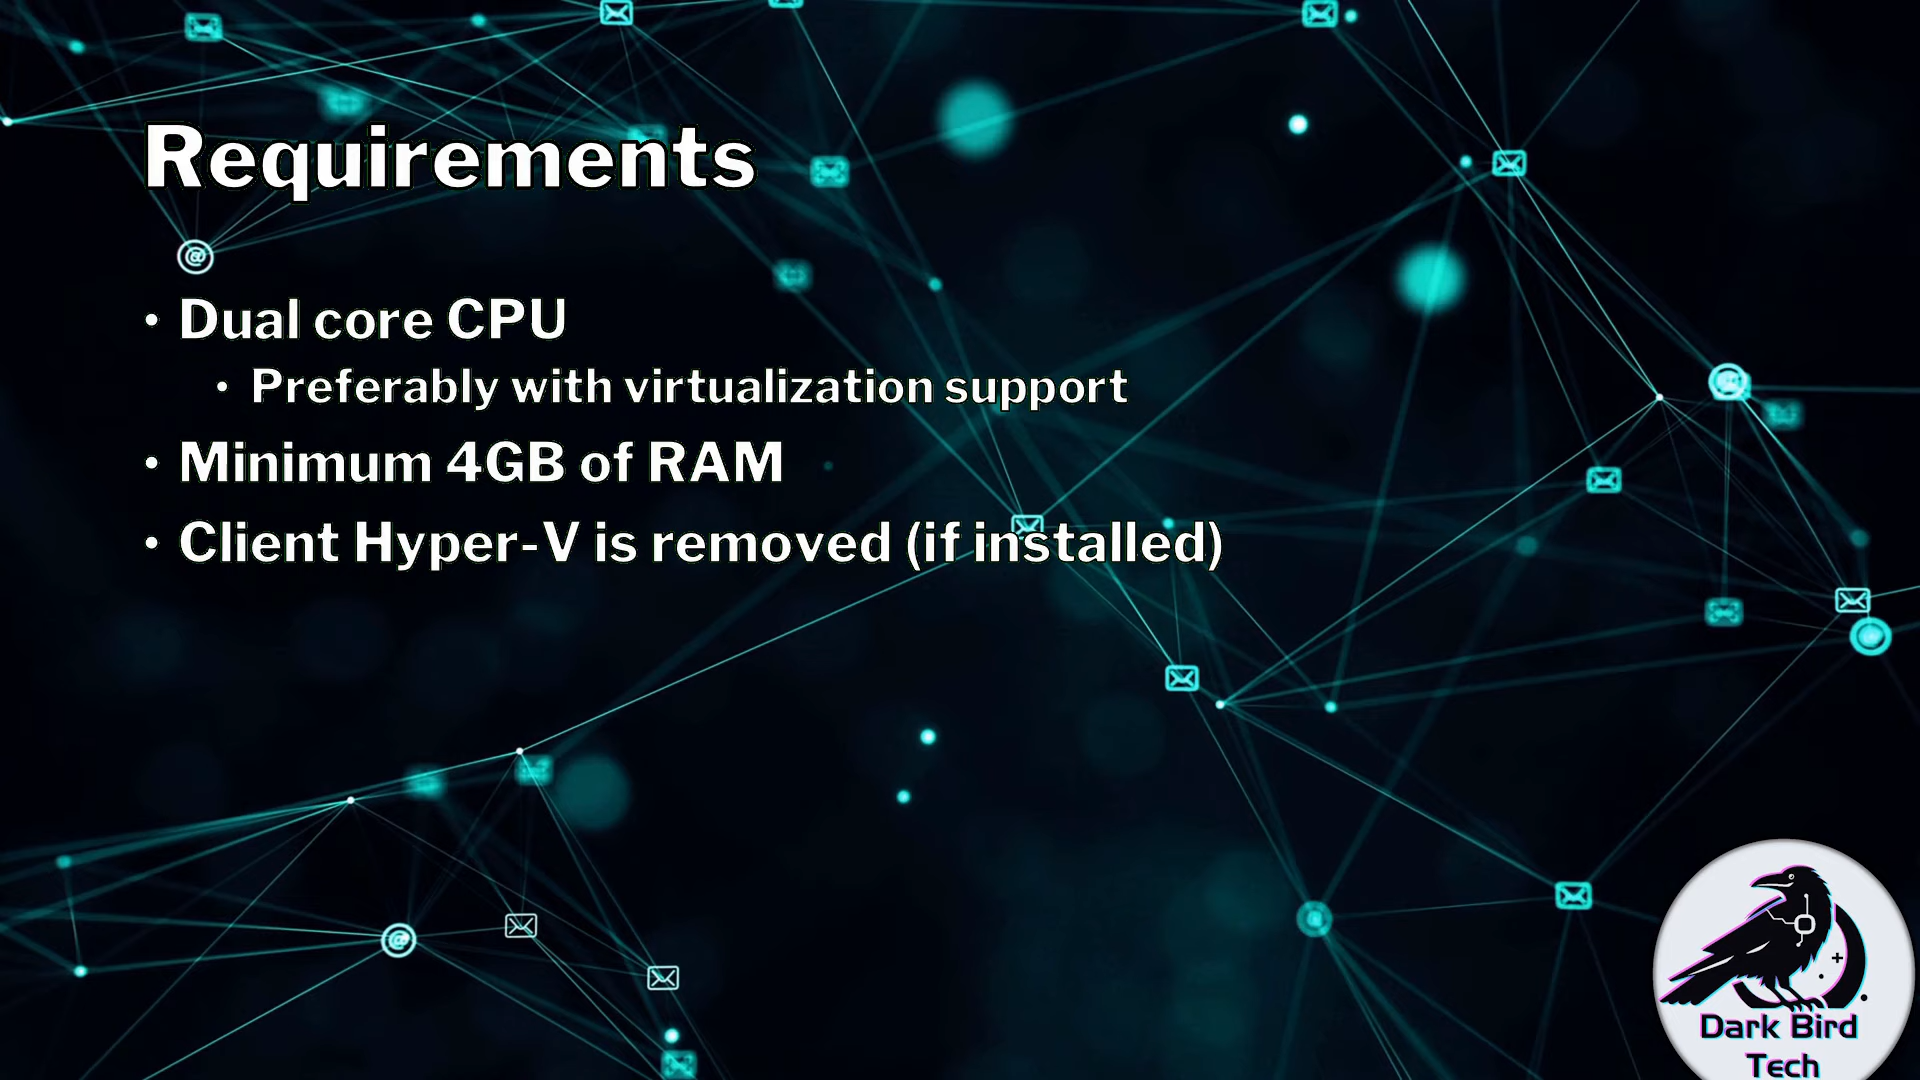 Requirements
• Dual core CPU
• Preferably with virtualization support
• Minimum 4GB of RAM
• Client Hyper-V is removed (if installed)
Dark Bird
Tech